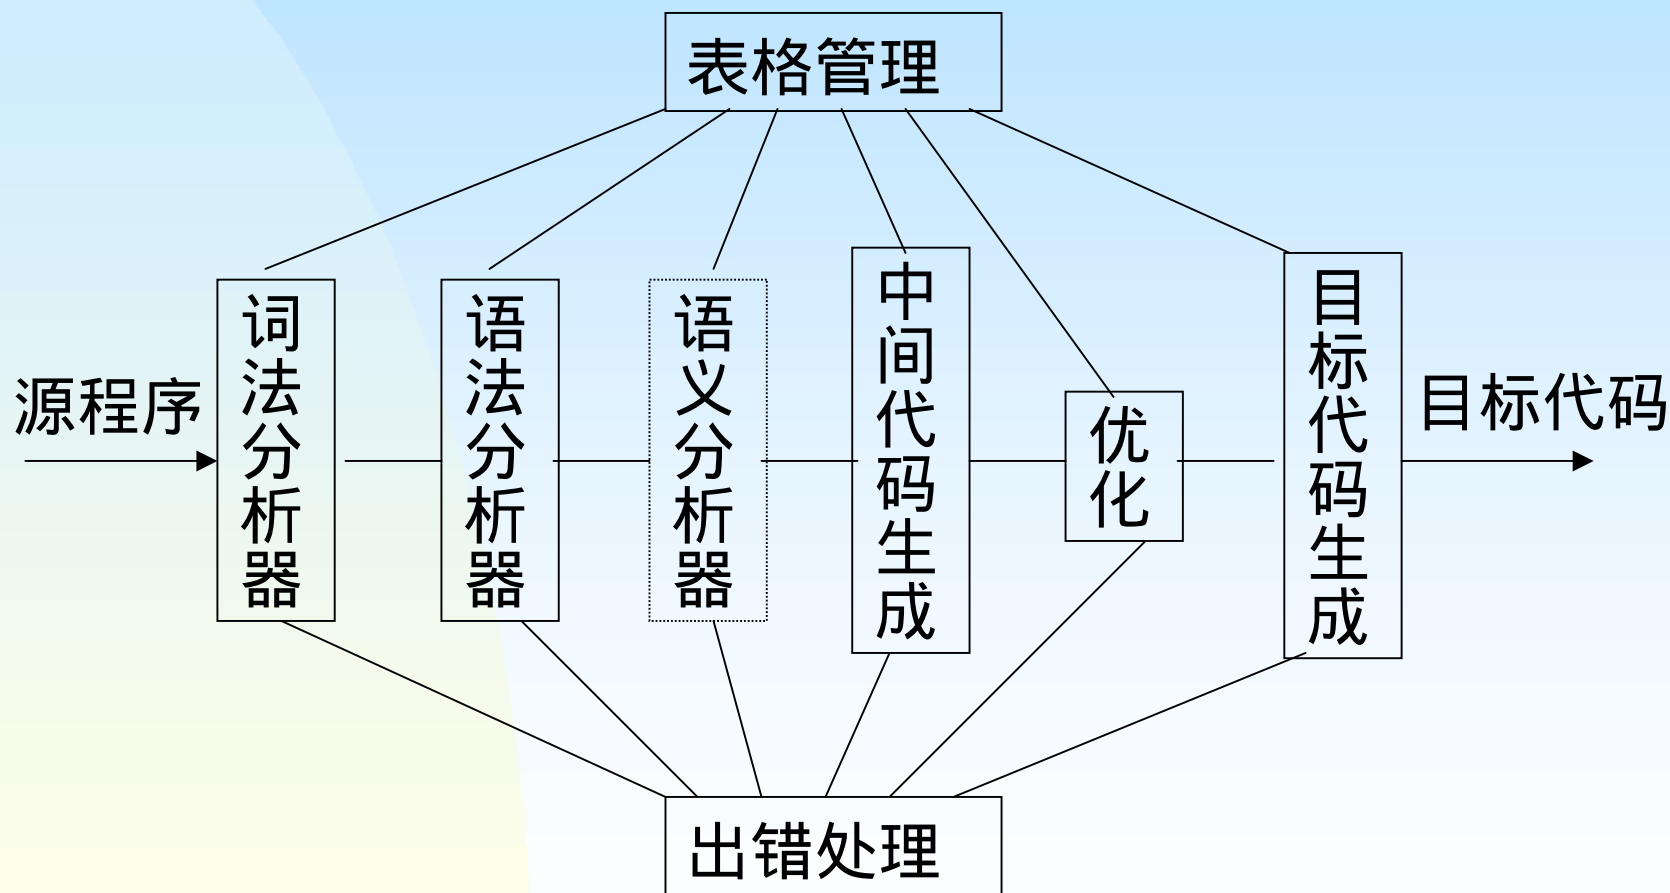 表格管理
源程序
词法分析器
语法分析器
语义分析器
中间代码生成
优化
目标代码生成
目标代码
出错处理